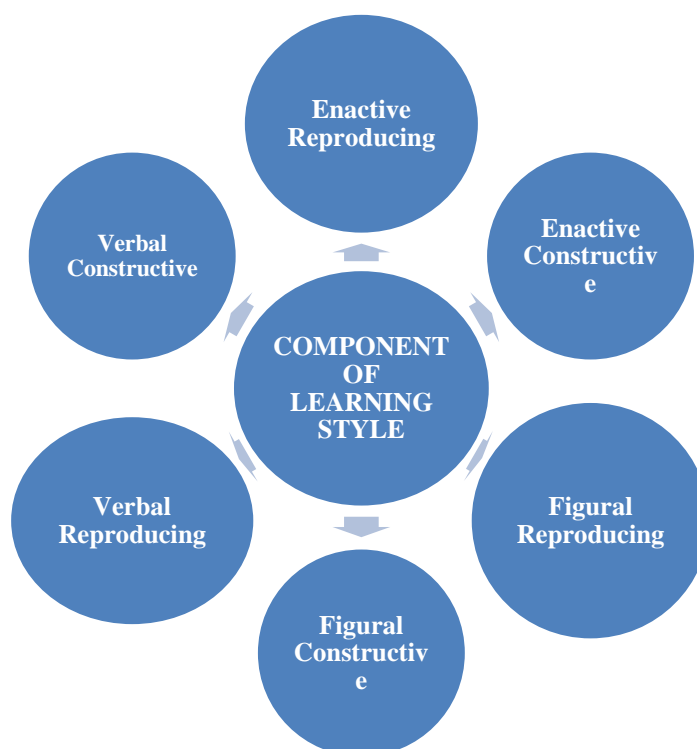 Enactive
Reproducing
Enactive
Constructiv
e
Verbal
Constructive
COMPONENT
OF
LEARNING
STYLE
Verbal
Reproducing
Figural
Reproducing
Figural
Constructiv
e